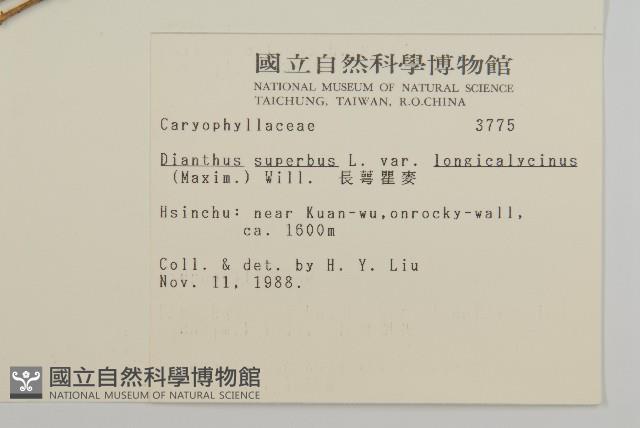 國立自然科學博物館
NATIONAL MUSEUM OF NATURAL SCIENCE
TAICHUNG, TAIWAN, R.O.CHINA
Caryophyllaceae 3775
Dianthus superbus L. var. longicalycinus
(Maxim.) Will. 長萼瞿麥
Hsinchu: near Kuan-wu,onrocky-wall,
ca. 1600m
Coll. & det. by H. Y. Liu
Nov. 11, 1988.
國立自然科學博物館
NATIONAL MUSEUM OF NATURAL SCIENCE